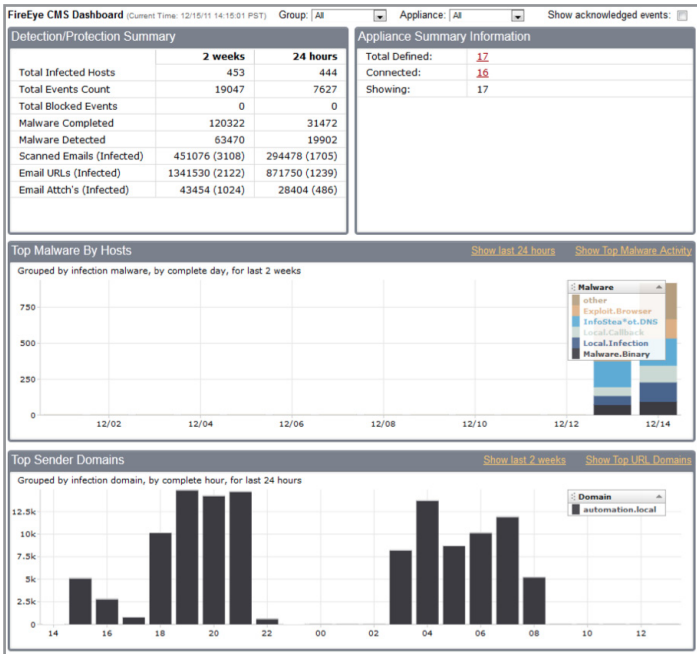 FireEye CMS Dashboard (Current Time: 12/15/11 14:15:01 PST) Group: All Appliance: All Show acknowledged events:
Detection/Protection Summary
2 weeks 24 hours
Total Infected Hosts 453 444
Total Events Count 19047 7627
Total Blocked Events 0 0
Malware Completed 120322 31472
Malware Detected 63470 19902
Scanned Emails (Infected) 451076 (3108) 294478 (1705)
Email URLs (Infected) 1341530 (2122) 871750 (1239)
Email Attch's (Infected) 43454 (1024) 28404 (486)
Appliance Summary Information
Total Defined: 17
Connected: 16
Showing: 17
Top Malware By Hosts Show last 24 hours Show Top Malware Activity
Grouped by infection malware, by complete day, for last 2 weeks
Malware
other
Exploit.Browser
InfoStea*ot.DNS
Local.Callback
Local.Infection
Malware.Binary
750
500
250
0
12/02 12/04 12/06 12/08 12/10 12/12 12/14
Top Sender Domains Show last 2 weeks Show Top URL Domains
Grouped by infection domain, by complete hour, for last 24 hours
Domain
automation.local
12.5k
10k
7.5k
5k
2.5k
0
14 16 18 20 22 00 02 04 06 08 10 12